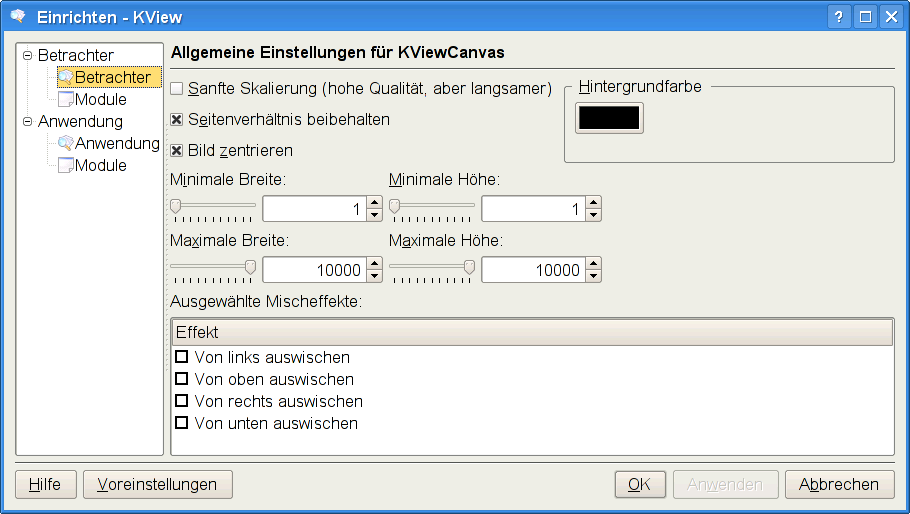 Einrichten - KView
Betrachter
Betrachter
Module
Anwendung
Anwendung
Module
Allgemeine Einstellungen für KViewCanvas
Sanfte Skalierung (hohe Qualität, aber langsamer)
Seitenverhältnis beibehalten
Bild zentrieren
Hintergrundfarbe
Minimale Breite: Minimale Höhe:
1 1
Maximale Breite: Maximale Höhe:
10000 10000
Ausgewählte Mischeffekte:
Effekt
Von links auswischen
Von oben auswischen
Von rechts auswischen
Von unten auswischen
Hilfe Voreinstellungen OK Anwenden Abbrechen